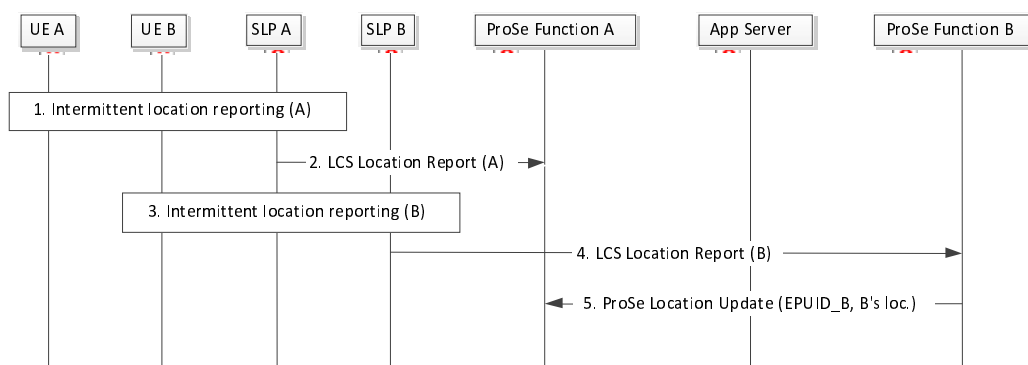 UE A
UE B
SLP A
SLP B
ProSe Function A
App Server
ProSe Function B
1. Intermittent location reporting (A)
2. LCS Location Report (A)
3. Intermittent location reporting (B)
4. LCS Location Report (B)
5. ProSe Location Update (EPUID_B, B's loc.)